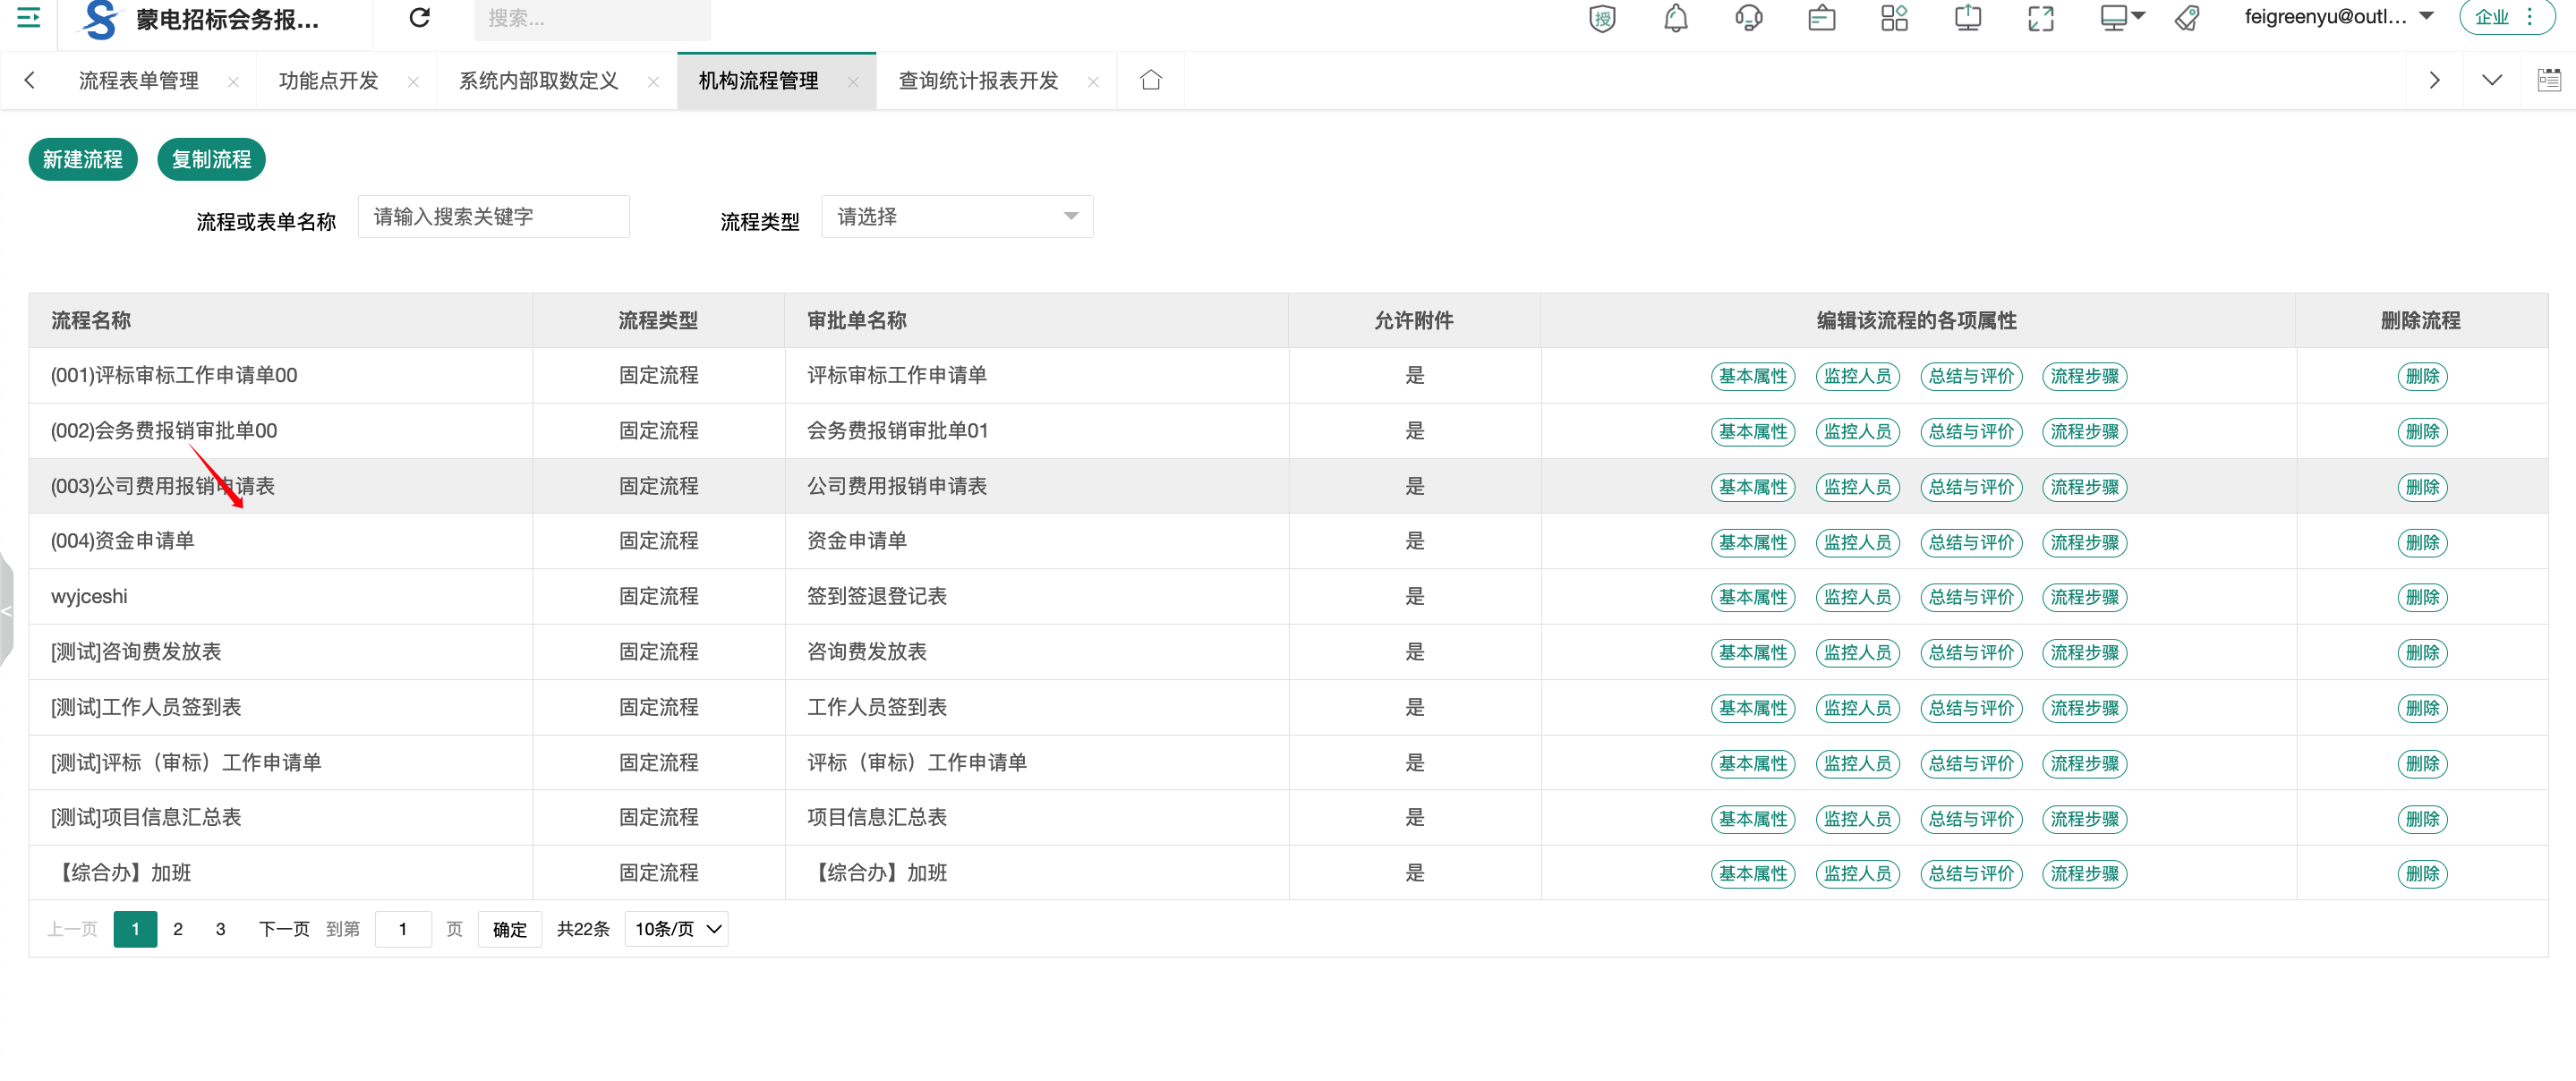 蒙电招标会务报...
搜索...
授
feigreenyu@outl...
企业
流程表单管理
功能点开发
系统内部取数定义
机构流程管理
查询统计报表开发
新建流程 复制流程
流程或表单名称 请输入搜索关键字 流程类型 请选择
流程名称 流程类型 审批单名称 允许附件 编辑该流程的各项属性 删除流程
(001)评标审标工作申请单00 固定流程 评标审标工作申请单 是 基本属性 监控人员 总结与评价 流程步骤 删除
(002)会务费报销审批单00 固定流程 会务费报销审批单01 是 基本属性 监控人员 总结与评价 流程步骤 删除
(003)公司费用报销申请表 固定流程 公司费用报销申请表 是 基本属性 监控人员 总结与评价 流程步骤 删除
(004)资金申请单 固定流程 资金申请单 是 基本属性 监控人员 总结与评价 流程步骤 删除
wyjceshi 固定流程 签到签退登记表 是 基本属性 监控人员 总结与评价 流程步骤 删除
[测试]咨询费发放表 固定流程 咨询费发放表 是 基本属性 监控人员 总结与评价 流程步骤 删除
[测试]工作人员签到表 固定流程 工作人员签到表 是 基本属性 监控人员 总结与评价 流程步骤 删除
[测试]评标（审标）工作申请单 固定流程 评标（审标）工作申请单 是 基本属性 监控人员 总结与评价 流程步骤 删除
[测试]项目信息汇总表 固定流程 项目信息汇总表 是 基本属性 监控人员 总结与评价 流程步骤 删除
【综合办】加班 固定流程 【综合办】加班 是 基本属性 监控人员 总结与评价 流程步骤 删除
上一页 1 2 3 下一页 到第 1 页 确定 共22条 10条/页